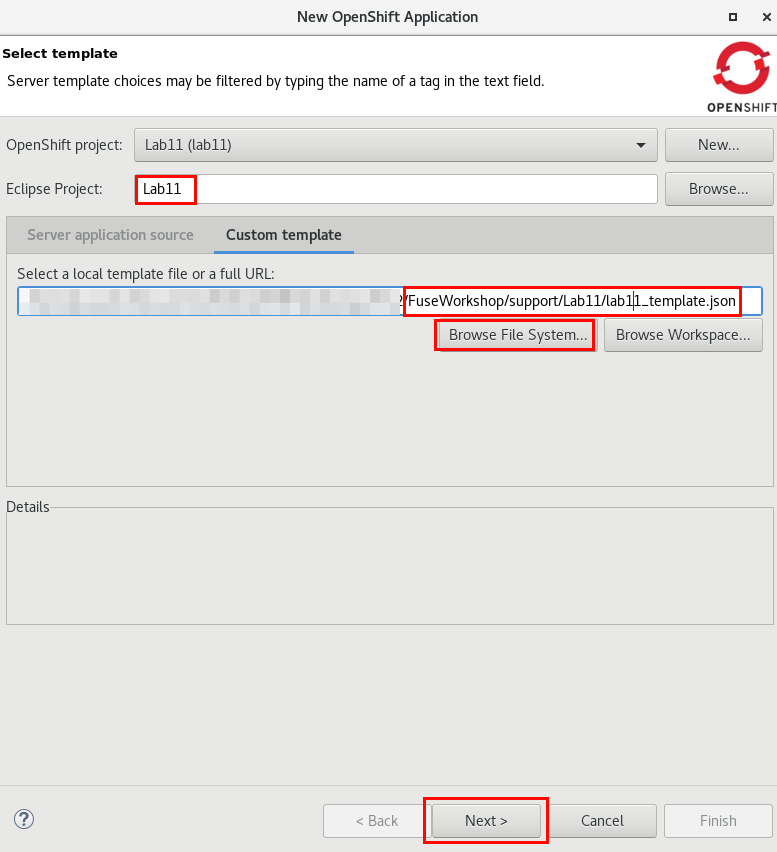 New OpenShift Application
Select template
Server template choices may be filtered by typing the name of a tag in the text field.
OPENSHIFT
OpenShift project: Lab11 (lab11) New...
Eclipse Project: Lab11 Browse...
Server application source Custom template
Select a local template file or a full URL:
/FuseWorkshop/support/Lab11/lab11_template.json
Browse File System... Browse Workspace...
Details
? < Back Next > Cancel Finish